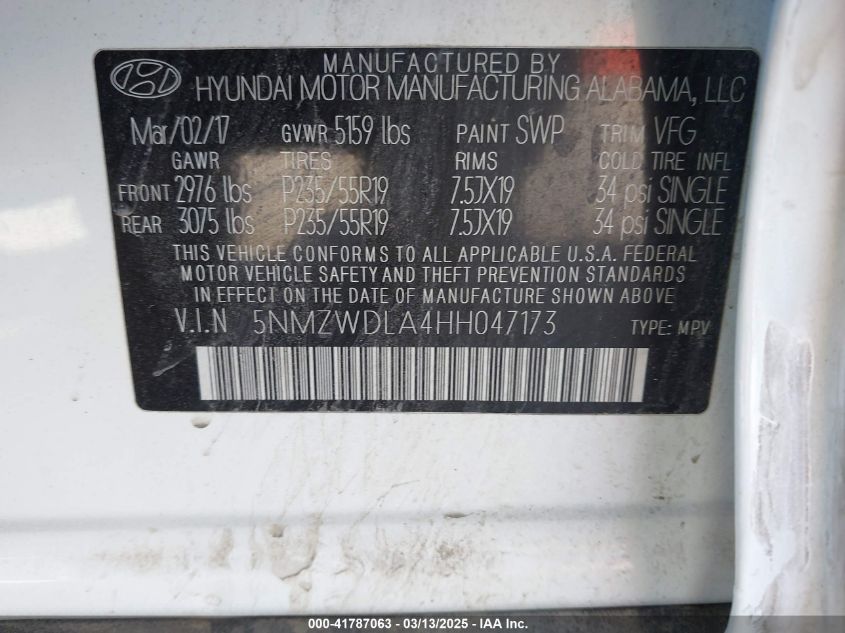 MANUFACTURED BY
HYUNDAI MOTOR MANUFACTURING ALABAMA, LLC
Mar/02/17 GVWR 5159 lbs PAINT SWP TRIM VFG
GAWR TIRES RIMS COLD TIRE INFL
FRONT 2976 lbs P235/55R19 7.5JX19 34 psi SINGLE
REAR 3075 lbs P235/55R19 7.5JX19 34 psi SINGLE
THIS VEHICLE CONFORMS TO ALL APPLICABLE U.S.A. FEDERAL
MOTOR VEHICLE SAFETY AND THEFT PREVENTION STANDARDS
IN EFFECT ON THE DATE OF MANUFACTURE SHOWN ABOVE
V.I.N 5NMZWDLA4HH047173 TYPE: MPV
000-41787063 - 03/13/2025 - IAA Inc.